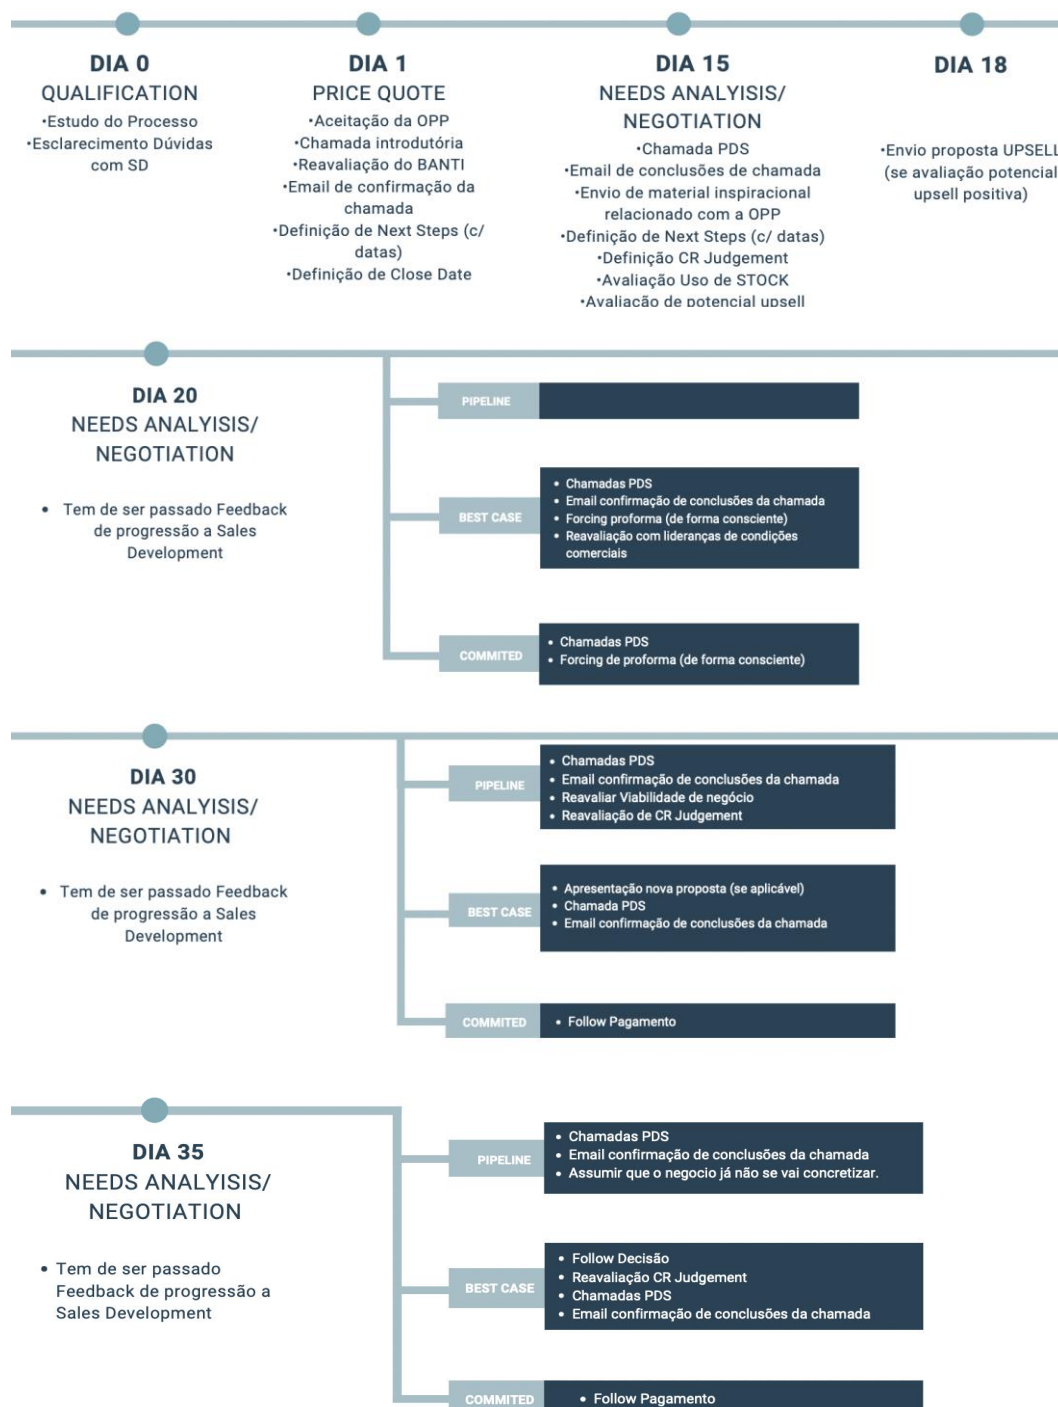 DIA 0
QUALIFICATION
•Estudo do Processo
•Esclarecimento Dúvidas
com SD
DIA 1
PRICE QUOTE
•Aceitação da OPP
•Chamada introdutória
•Reavaliação do BANTI
•Email de confirmação da
chamada
•Definição de Next Steps (c/
datas)
•Definição de Close Date
DIA 15
NEEDS ANALYISIS/
NEGOTIATION
•Chamada PDS
•Email de conclusões de chamada
•Envio de material inspiracional
relacionado com a OPP
•Definição de Next Steps (c/ datas)
•Definição CR Judgement
•Avaliação Uso de STOCK
•Avaliação de potencial upsell
DIA 18
•Envio proposta UPSELL
(se avaliação potencial
upsell positiva)
DIA 20
NEEDS ANALYISIS/
NEGOTIATION
• Tem de ser passado Feedback
de progressão a Sales
Development
PIPELINE
BEST CASE
• Chamadas PDS
• Email confirmação de conclusões da chamada
• Forcing proforma (de forma consciente)
• Reavaliação com lideranças de condições
comerciais
COMMITED
• Chamadas PDS
• Forcing de proforma (de forma consciente)
DIA 30
NEEDS ANALYISIS/
NEGOTIATION
• Tem de ser passado Feedback
de progressão a Sales
Development
PIPELINE
• Chamadas PDS
• Email confirmação de conclusões da chamada
• Reavaliar Viabilidade de negócio
• Reavaliação de CR Judgement
BEST CASE
• Apresentação nova proposta (se aplicável)
• Chamada PDS
• Email confirmação de conclusões da chamada
COMMITED
• Follow Pagamento
DIA 35
NEEDS ANALYISIS/
NEGOTIATION
• Tem de ser passado
Feedback de progressão a
Sales Development
PIPELINE
• Chamadas PDS
• Email confirmação de conclusões da chamada
• Assumir que o negocio já não se vai concretizar.
BEST CASE
• Follow Decisão
• Reavaliação CR Judgement
• Chamadas PDS
• Email confirmação de conclusões da chamada
COMMITED
• Follow Pagamento